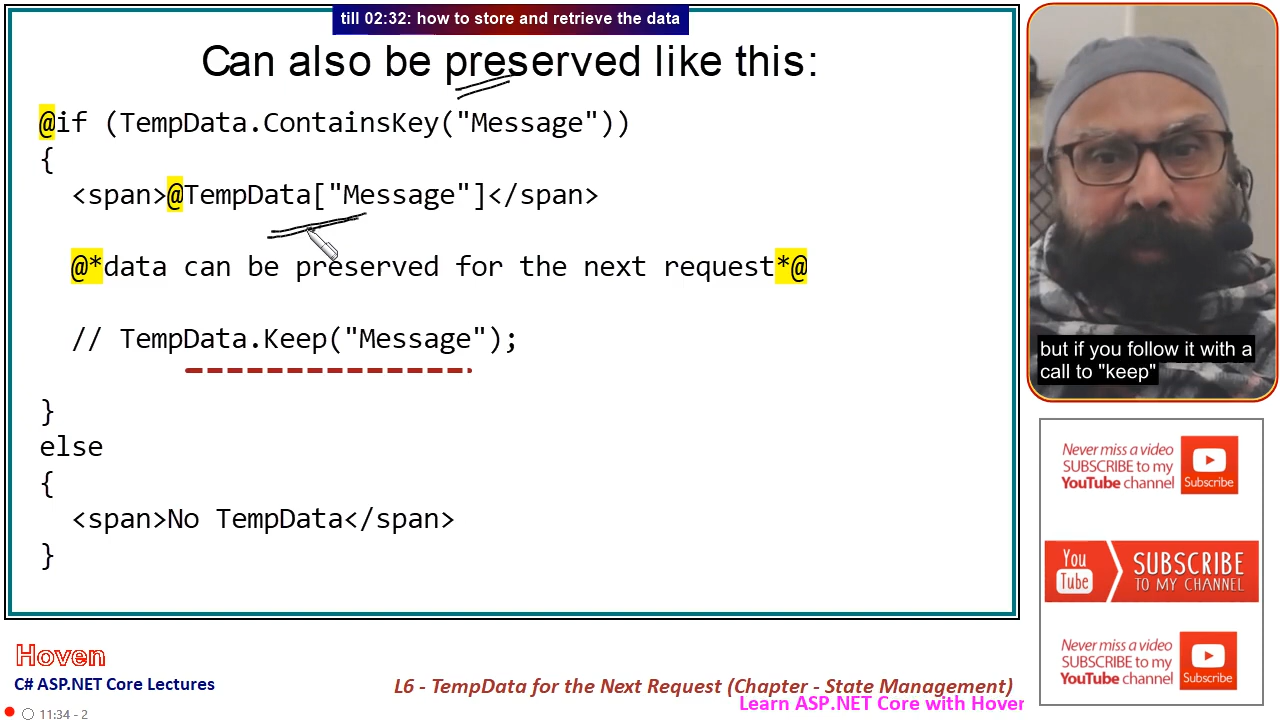 till 02:32: how to store and retrieve the data
Can also be preserved like this:
@if (TempData.ContainsKey("Message"))
{
<span>@TempData["Message"]</span>
@*data can be preserved for the next request*@
// TempData.Keep("Message");
}
else
{
<span>No TempData</span>
}
but if you follow it with a
call to "keep"
Never miss a video
SUBSCRIBE to my
YouTube channel
Subscribe
You
Tube
SUBSCRIBE
TO MY CHANNEL
Never miss a video
SUBSCRIBE to my
YouTube channel
Subscribe
Hoven
C# ASP.NET Core Lectures
L6 - TempData for the Next Request (Chapter - State Management)
Learn ASP.NET Core with Hoven
11:34 - 2